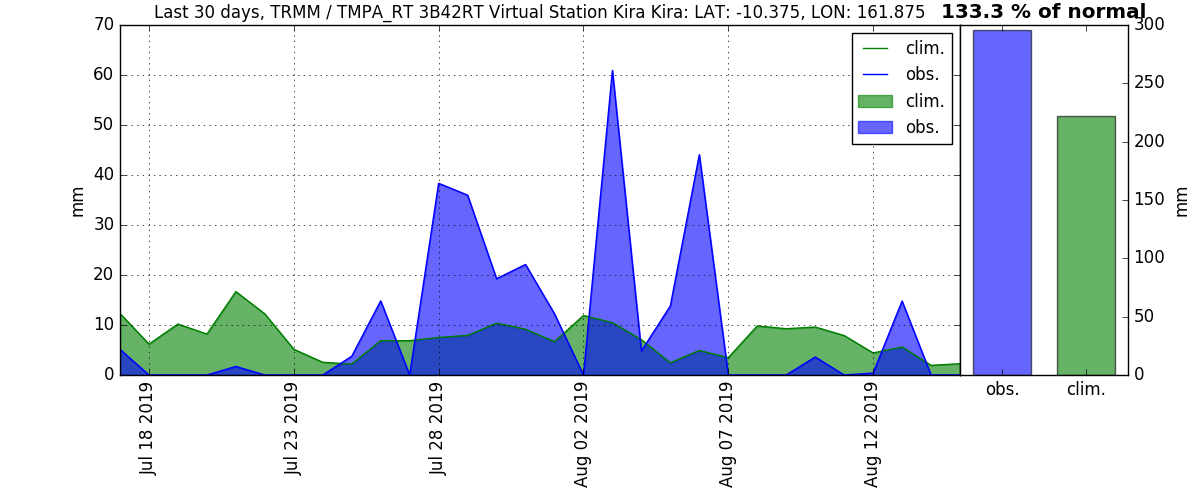 Last 30 days, TRMM / TMPA_RT 3B42RT Virtual Station Kira Kira: LAT: -10.375, LON: 161.875
133.3 % of normal
70
60
50
40
30
20
10
0
mm
clim.
obs.
clim.
obs.
Jul 18 2019
Jul 23 2019
Jul 28 2019
Aug 02 2019
Aug 07 2019
Aug 12 2019
300
250
200
150
100
50
0
mm
obs.
clim.